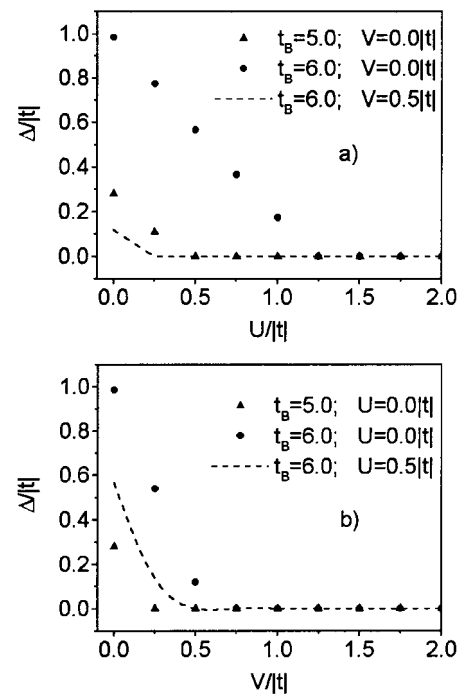 1.0
0.8
0.6
0.4
0.2
0.0
Δ/|t|
▲ t_B=5.0; V=0.0|t|
● t_B=6.0; V=0.0|t|
--- t_B=6.0; V=0.5|t|
a)
0.0 0.5 1.0 1.5 2.0
U/|t|
1.0
0.8
0.6
0.4
0.2
0.0
Δ/|t|
▲ t_B=5.0; U=0.0|t|
● t_B=6.0; U=0.0|t|
--- t_B=6.0; U=0.5|t|
b)
0.0 0.5 1.0 1.5 2.0
V/|t|